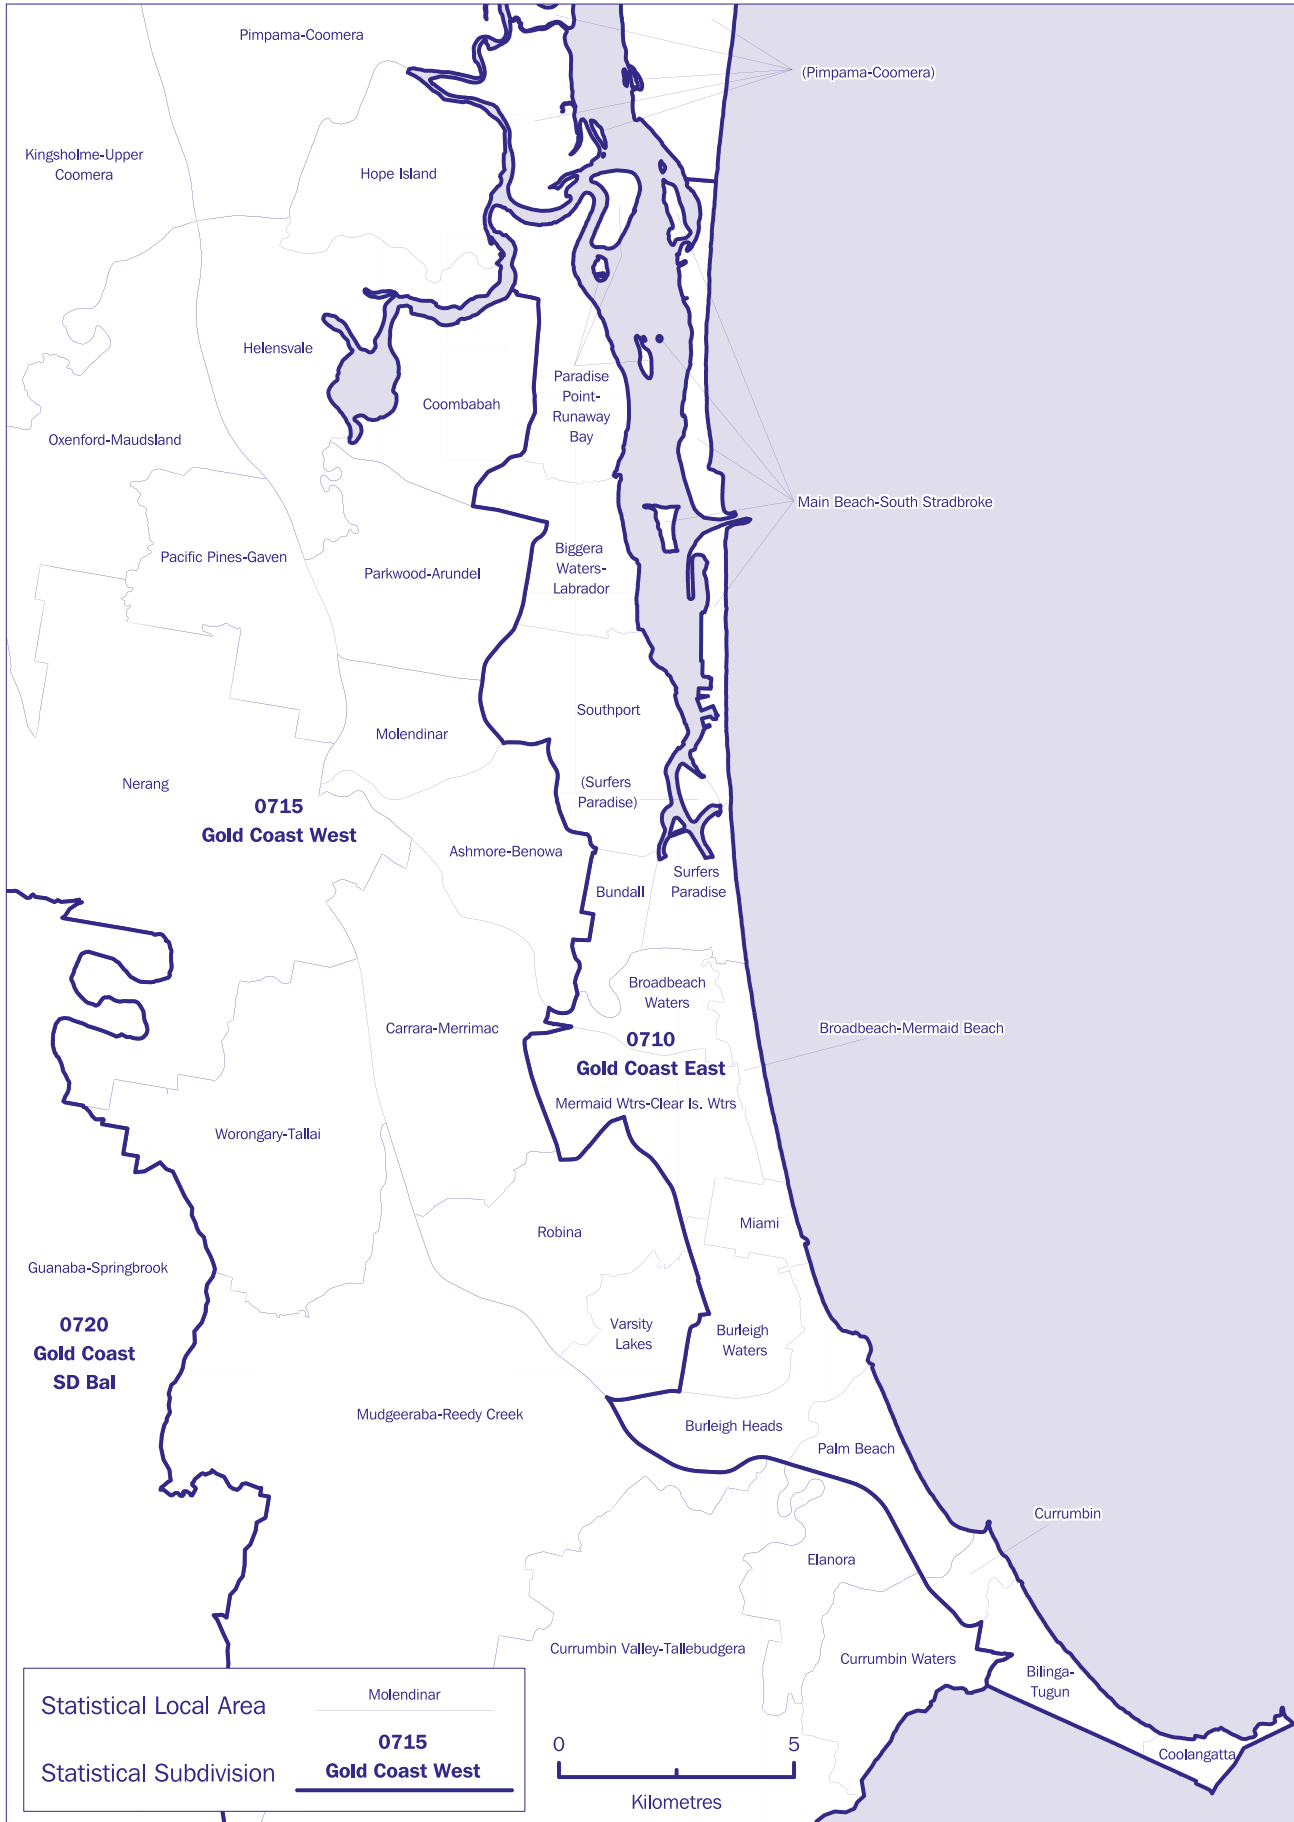 Pimpama-Coomera
(Pimpama-Coomera)
Kingsholme-Upper
Coomera
Hope Island
Helensvale
Coombabah
Paradise
Point-
Runaway
Bay
Oxenford-Maudsland
Main Beach-South Stradbroke
Pacific Pines-Gaven
Parkwood-Arundel
Biggera
Waters-
Labrador
Southport
Molendinar
Nerang
(Surfers
Paradise)
0715
Gold Coast West
Ashmore-Benowa
Bundall
Surfers
Paradise
Broadbeach
Waters
Carrara-Merrimac
Broadbeach-Mermaid Beach
0710
Gold Coast East
Mermaid Wtrs-Clear Is. Wtrs
Worongary-Tallai
Robina
Miami
Guanaba-Springbrook
0720
Gold Coast
SD Bal
Varsity
Lakes
Burleigh
Waters
Mudgeeraba-Reedy Creek
Burleigh Heads
Palm Beach
Currumbin
Elanora
Currumbin Valley-Tallebudgera
Currumbin Waters
Bilinga-
Tugun
Coolangatta
Statistical Local Area
Molendinar
Statistical Subdivision
0715
Gold Coast West
0
5
Kilometres